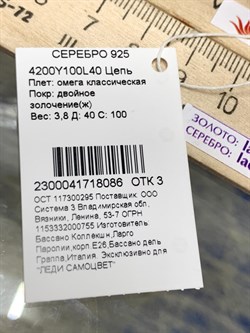 СЕРЕБРО 925
4200Y100L40 Цепь
Плет: омега классическая
Покр: двойное
золочение(ж)
Вес: 3,8 Д: 40 С: 100
2300041718086 ОТК 3
ОСТ 117300295 Поставщик: ООО
Система 3 Владимирская обл,
Вязники, Ленина, 53-7 ОГРН
1153332000755 Изготовитель
Бассано Коллекшн,Ларго
Пароллии,корп.Е26,Бассано дель
Граппа,Италия. Эксклюзивно для
"ЛЕДИ САМОЦВЕТ"
ЗОЛОТО:
СЕРЕБРО: